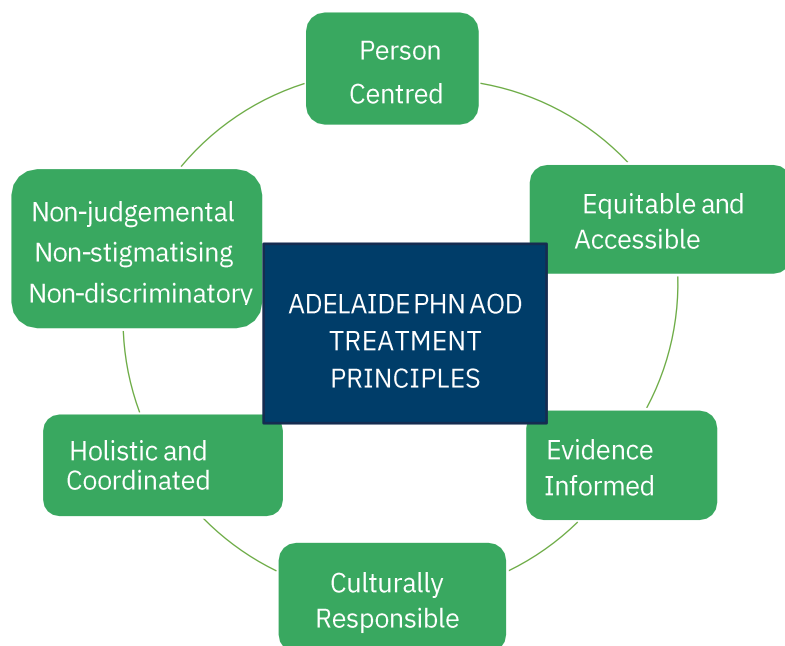 Person
Centred
Equitable and
Accessible
Non-judgemental
Non-stigmatising
Non-discriminatory
ADELAIDE PHN AOD
TREATMENT
PRINCIPLES
Holistic and
Coordinated
Evidence
Informed
Culturally
Responsible